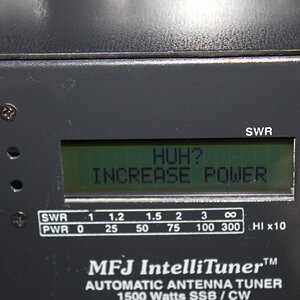 SWR
HUH?
INCREASE POWER
SWR 1 1.2 1.5 2 3 ∞
PWR 0 25 50 75 100 300 HI x10
MFJ IntelliTuner™
AUTOMATIC ANTENNA TUNER
1500 Watts SSB / CW